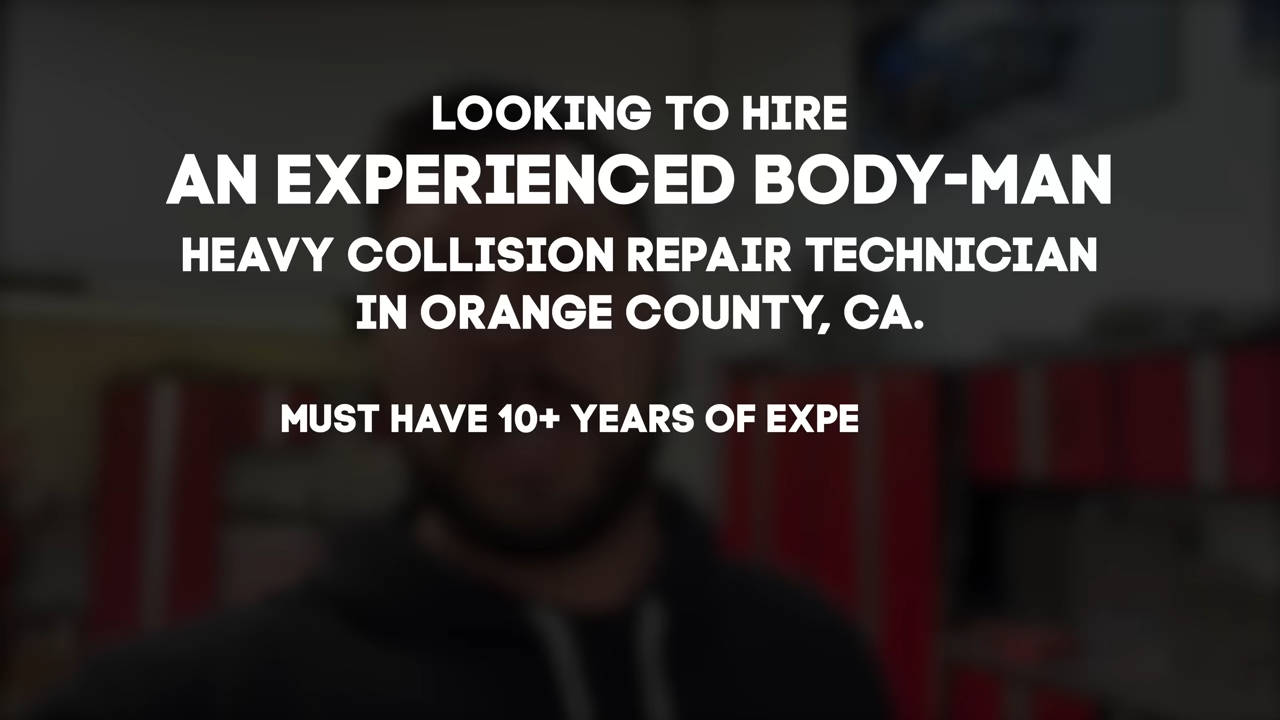 LOOKING TO HIRE
AN EXPERIENCED BODY-MAN
HEAVY COLLISION REPAIR TECHNICIAN
IN ORANGE COUNTY, CA.
MUST HAVE 10+ YEARS OF EXPE